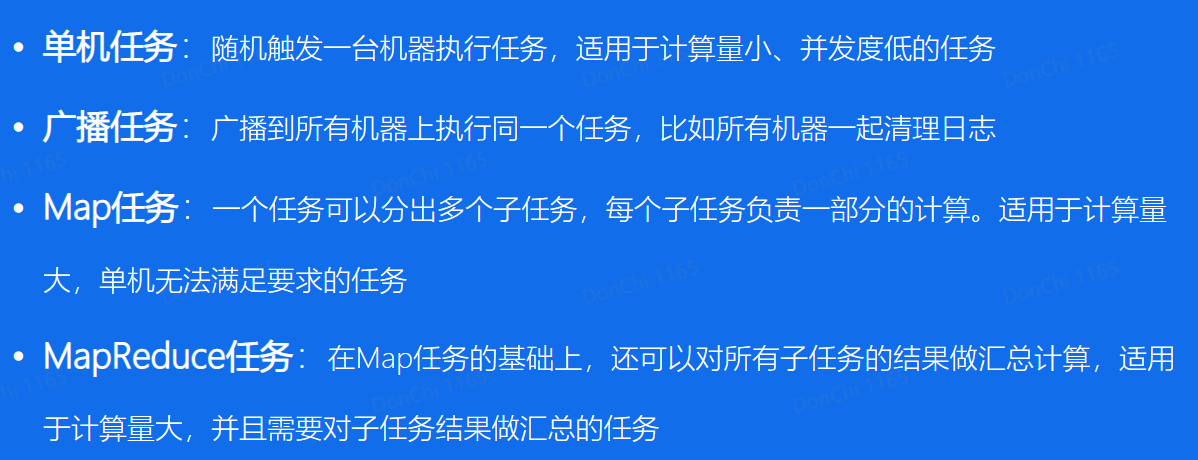 • 单机任务：随机触发一台机器执行任务，适用于计算量小、并发度低的任务
• 广播任务：广播到所有机器上执行同一个任务，比如所有机器一起清理日志
• Map任务：一个任务可以分出多个子任务，每个子任务负责一部分的计算。适用于计算量
大，单机无法满足要求的任务
• MapReduce任务：在Map任务的基础上，还可以对所有子任务的结果做汇总计算，适用
于计算量大，并且需要对子任务结果做汇总的任务
DonChi 1165